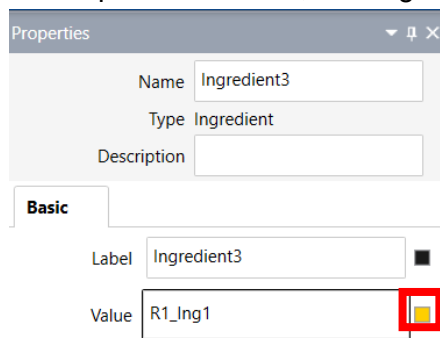 Properties
Name Ingredient3
Type Ingredient
Description
Basic
Label Ingredient3
Value R1_Ing1